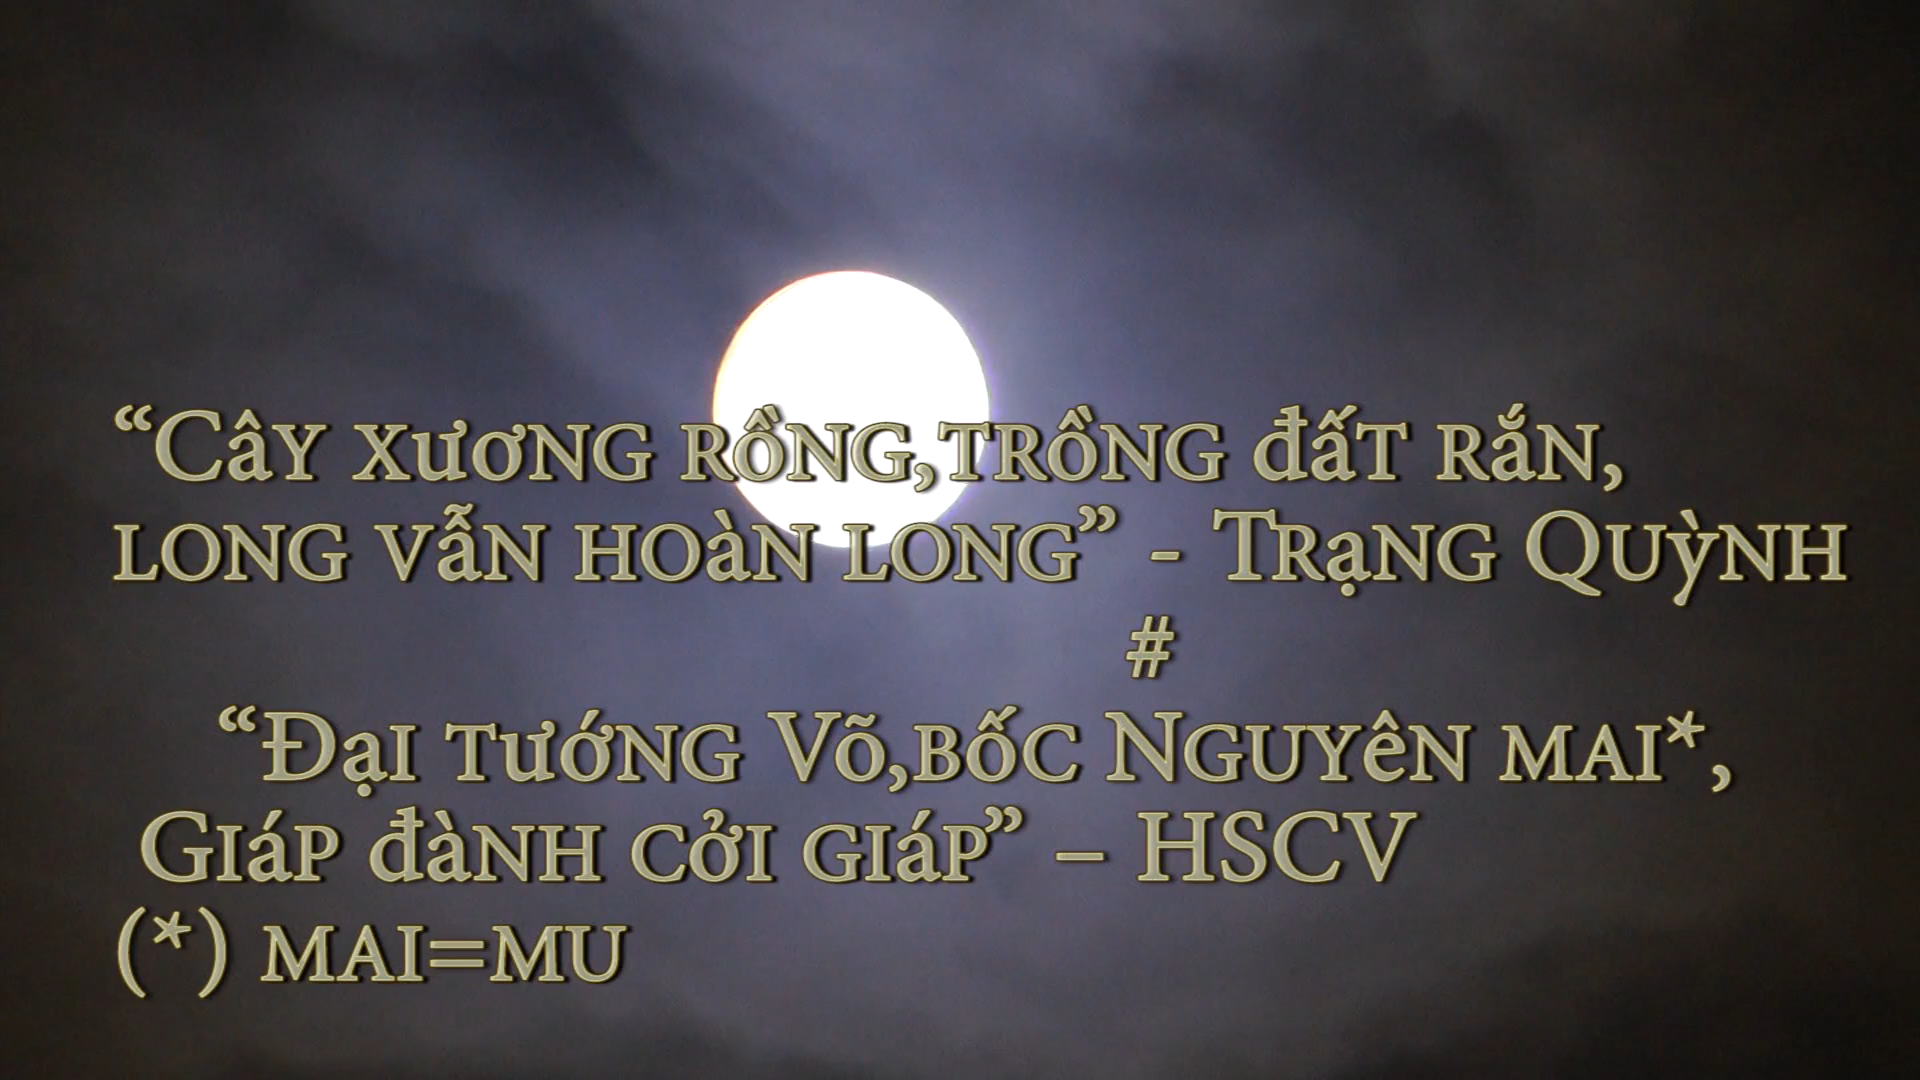 “Cây xương rồng,trồng đất rắn,
long vẫn hoàn long” - Trạng Quỳnh
#
“Đại tướng Võ,bốc Nguyên mai*,
Giáp đành cởi giáp” – HSCV
(*) mai=mu